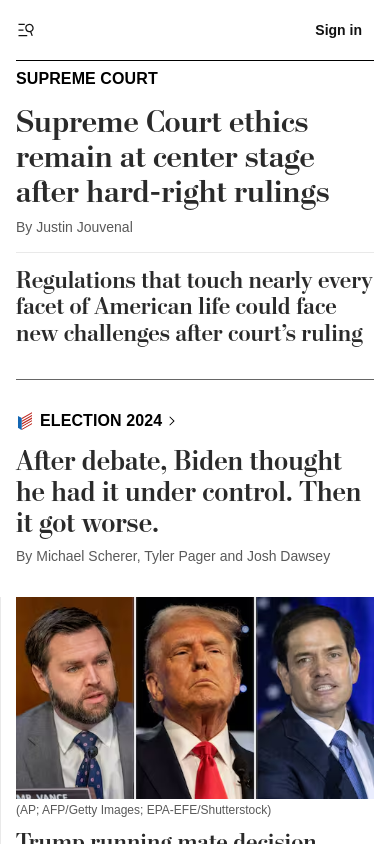 Sign in
SUPREME COURT
Supreme Court ethics
remain at center stage
after hard-right rulings
By Justin Jouvenal
Regulations that touch nearly every
facet of American life could face
new challenges after court’s ruling
ELECTION 2024
After debate, Biden thought
he had it under control. Then
it got worse.
By Michael Scherer, Tyler Pager and Josh Dawsey
MR. VANCE
(AP; AFP/Getty Images; EPA-EFE/Shutterstock)
Trump running mate decision